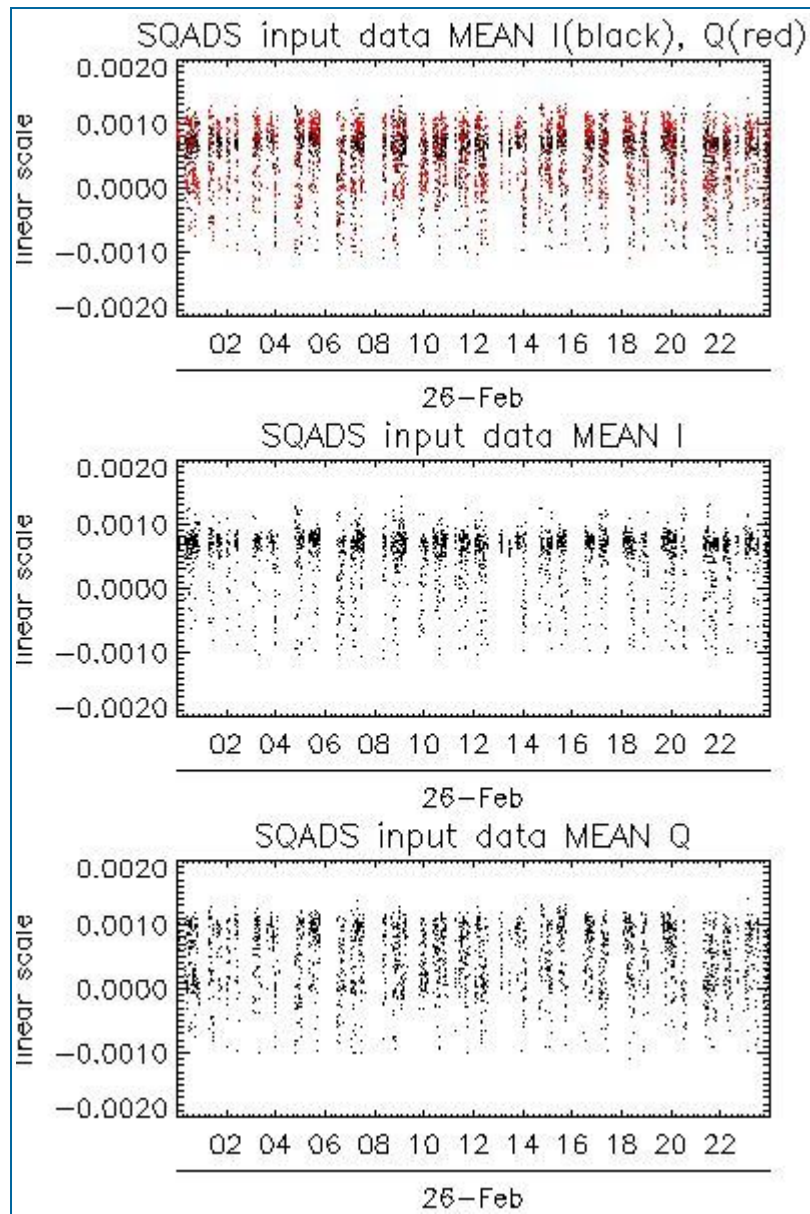 SQADS input data MEAN I(black), Q(red)
0.0020
0.0010
0.0000
−0.0010
−0.0020
linear scale
02 04 06 08 10 12 14 16 18 20 22
26−Feb
SQADS input data MEAN I
0.0020
0.0010
0.0000
−0.0010
−0.0020
linear scale
02 04 06 08 10 12 14 16 18 20 22
26−Feb
SQADS input data MEAN Q
0.0020
0.0010
0.0000
−0.0010
−0.0020
linear scale
02 04 06 08 10 12 14 16 18 20 22
26−Feb